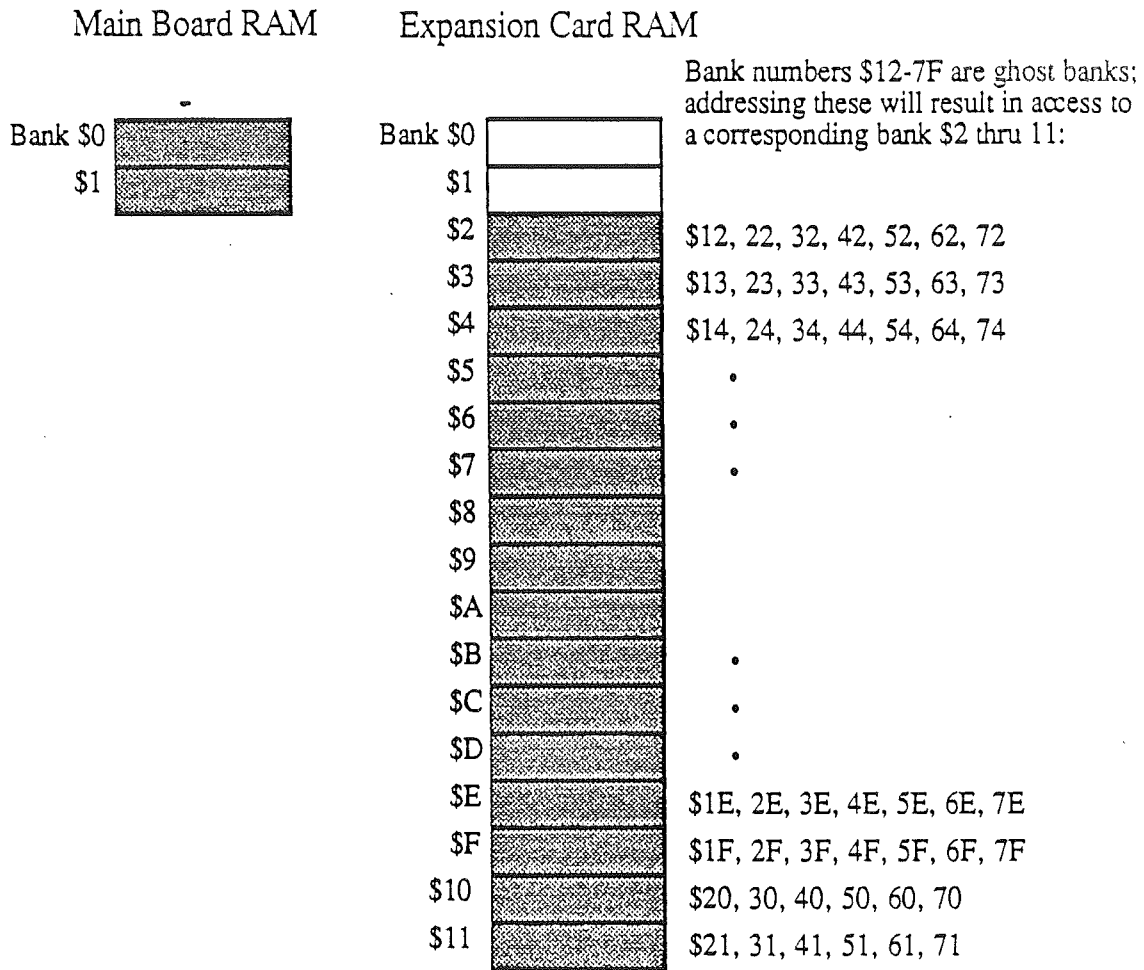 Main Board RAM
Expansion Card RAM
Bank numbers $12-7F are ghost banks;
addressing these will result in access to
a corresponding bank $2 thru 11:
Bank $0
$1
Bank $0
$1
$2 $12, 22, 32, 42, 52, 62, 72
$3 $13, 23, 33, 43, 53, 63, 73
$4 $14, 24, 34, 44, 54, 64, 74
$5
$6
$7
$8
$9
$A
$B
$C
$D
$E $1E, 2E, 3E, 4E, 5E, 6E, 7E
$F $1F, 2F, 3F, 4F, 5F, 6F, 7F
$10 $20, 30, 40, 50, 60, 70
$11 $21, 31, 41, 51, 61, 71